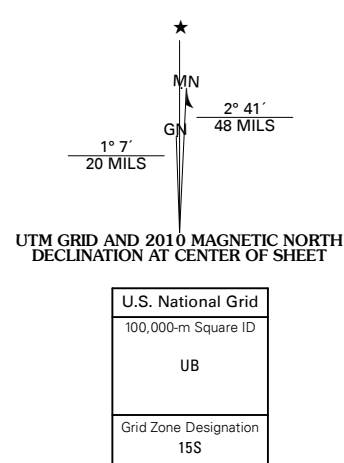 ★
MN
GN
2° 41´
48 MILS
1° 7´
20 MILS
UTM GRID AND 2010 MAGNETIC NORTH
DECLINATION AT CENTER OF SHEET
U.S. National Grid
100,000-m Square ID
UB
Grid Zone Designation
15S